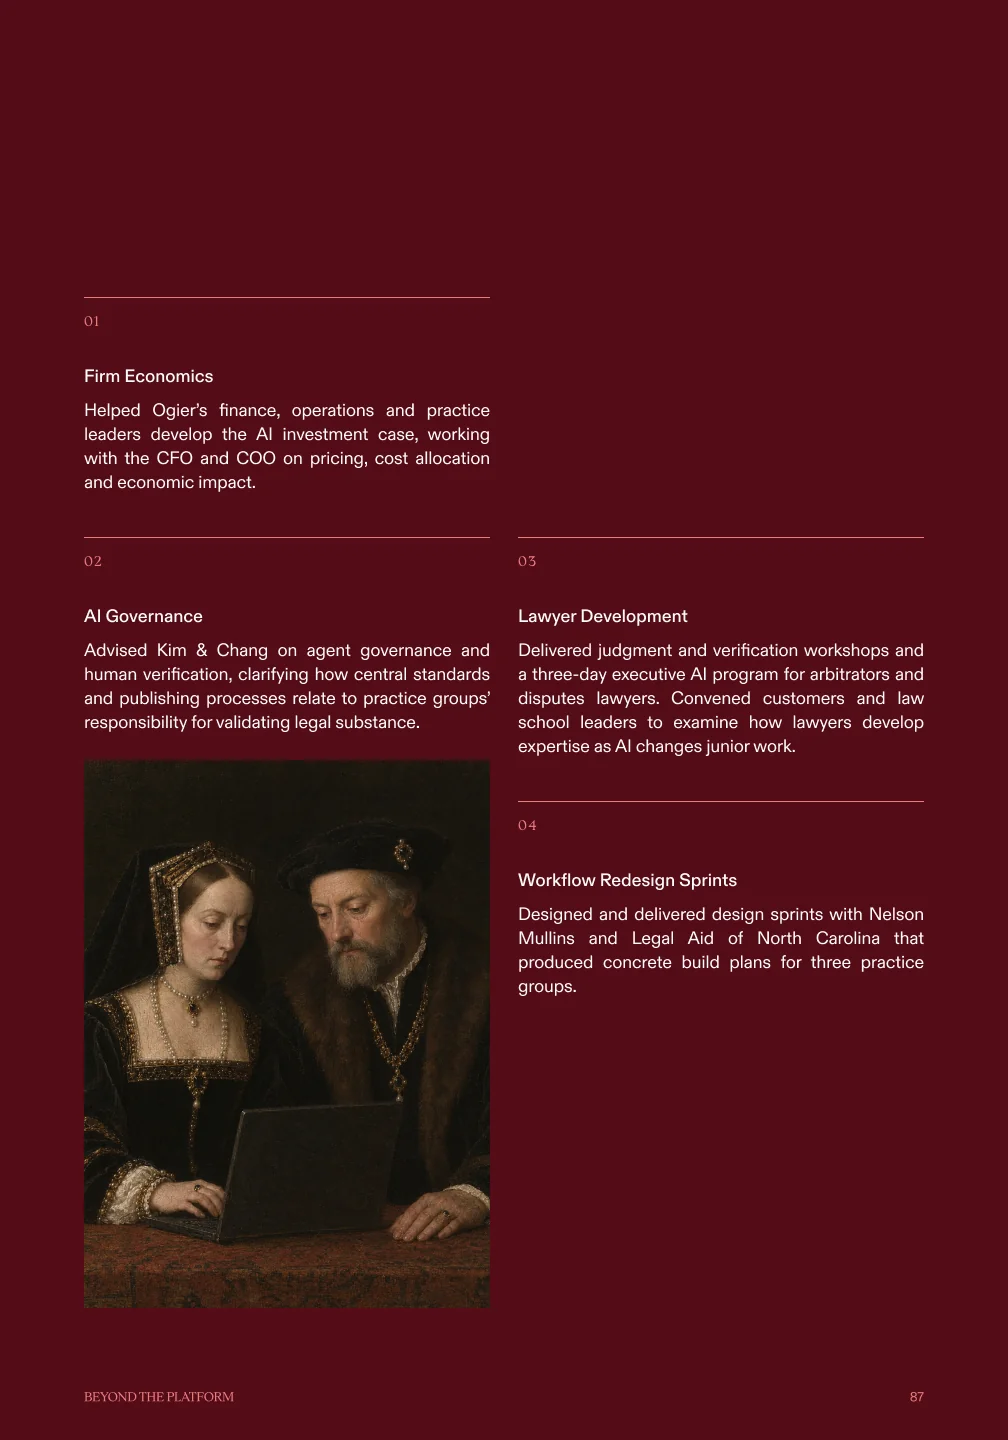 01
Firm Economics
Helped Ogier’s finance, operations and practice
leaders develop the AI investment case, working
with the CFO and COO on pricing, cost allocation
and economic impact.
02
AI Governance
Advised Kim & Chang on agent governance and
human verification, clarifying how central standards
and publishing processes relate to practice groups’
responsibility for validating legal substance.
03
Lawyer Development
Delivered judgment and verification workshops and
a three-day executive AI program for arbitrators and
disputes lawyers. Convened customers and law
school leaders to examine how lawyers develop
expertise as AI changes junior work.
04
Workflow Redesign Sprints
Designed and delivered design sprints with Nelson
Mullins and Legal Aid of North Carolina that
produced concrete build plans for three practice
groups.
BEYOND THE PLATFORM
87